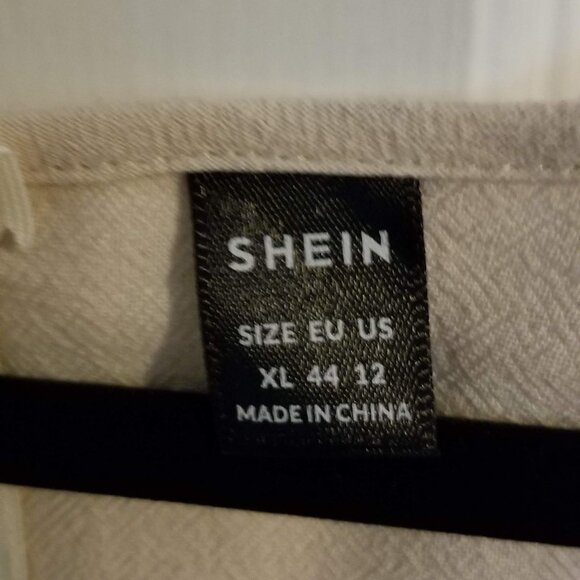 SHEIN
SIZE EU US
XL 44 12
MADE IN CHINA